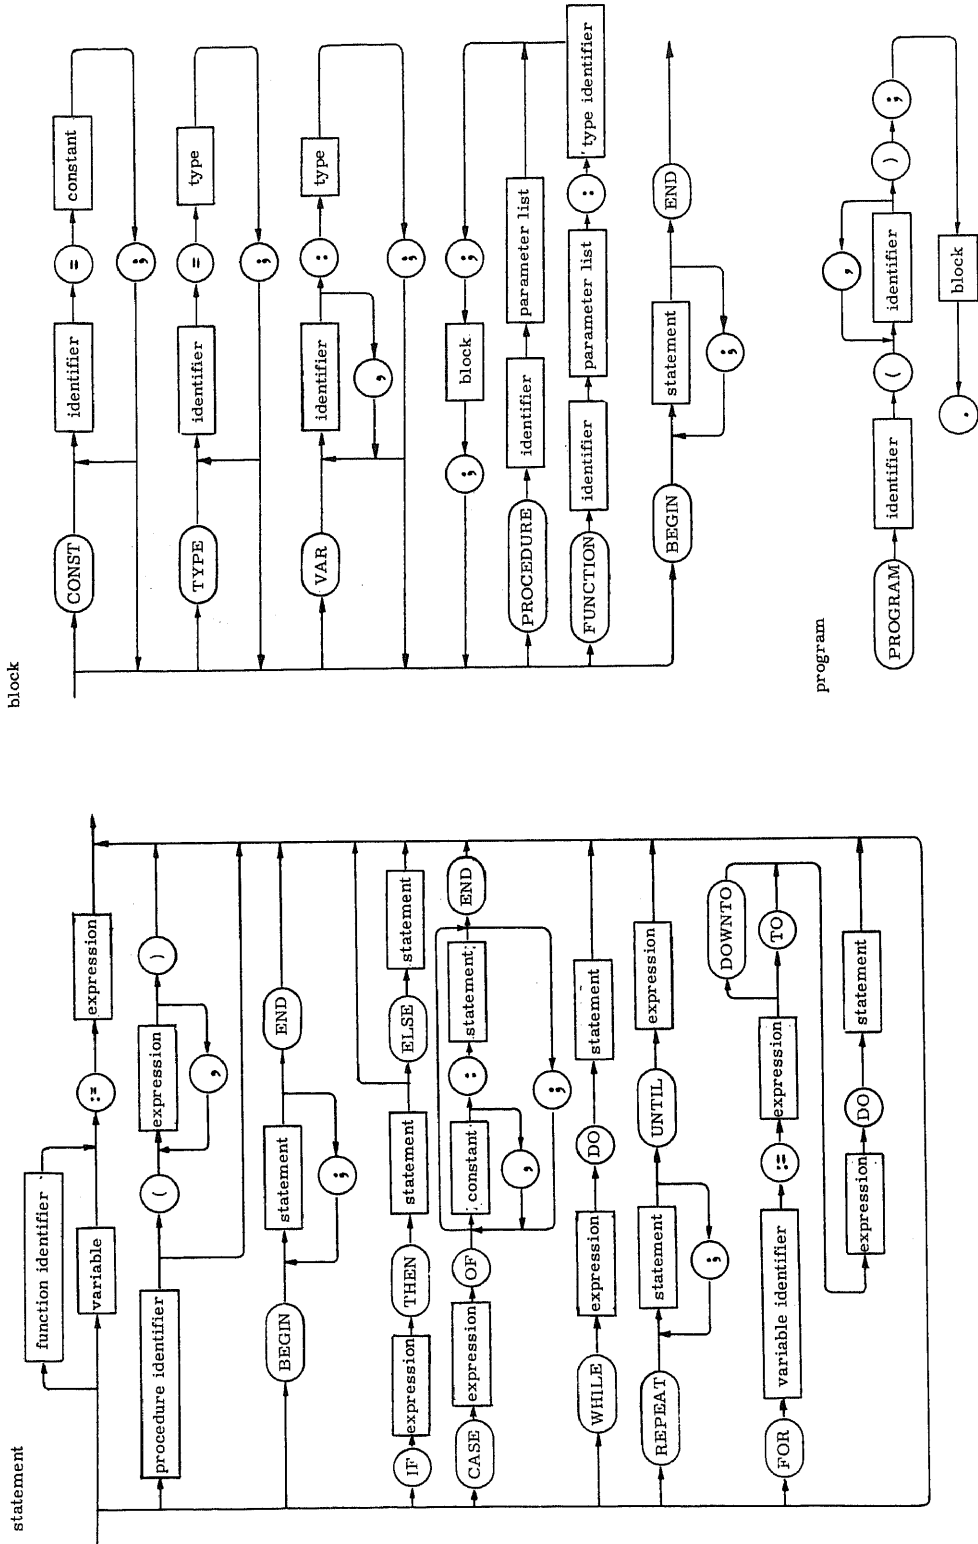 block
CONST identifier = constant
;
TYPE identifier = type
;
VAR identifier : type
,
;
; block ;
PROCEDURE identifier parameter list
FUNCTION identifier parameter list : type identifier
BEGIN statement END
;
program
PROGRAM identifier ( identifier ) ;
,
. block
statement
function identifier
variable := expression
procedure identifier ( expression )
,
BEGIN statement END
;
IF expression THEN statement ELSE statement
CASE expression OF constant : statement END
,
;
WHILE expression DO statement
REPEAT statement UNTIL expression
;
FOR variable identifier := expression TO
DOWNTO
expression DO statement